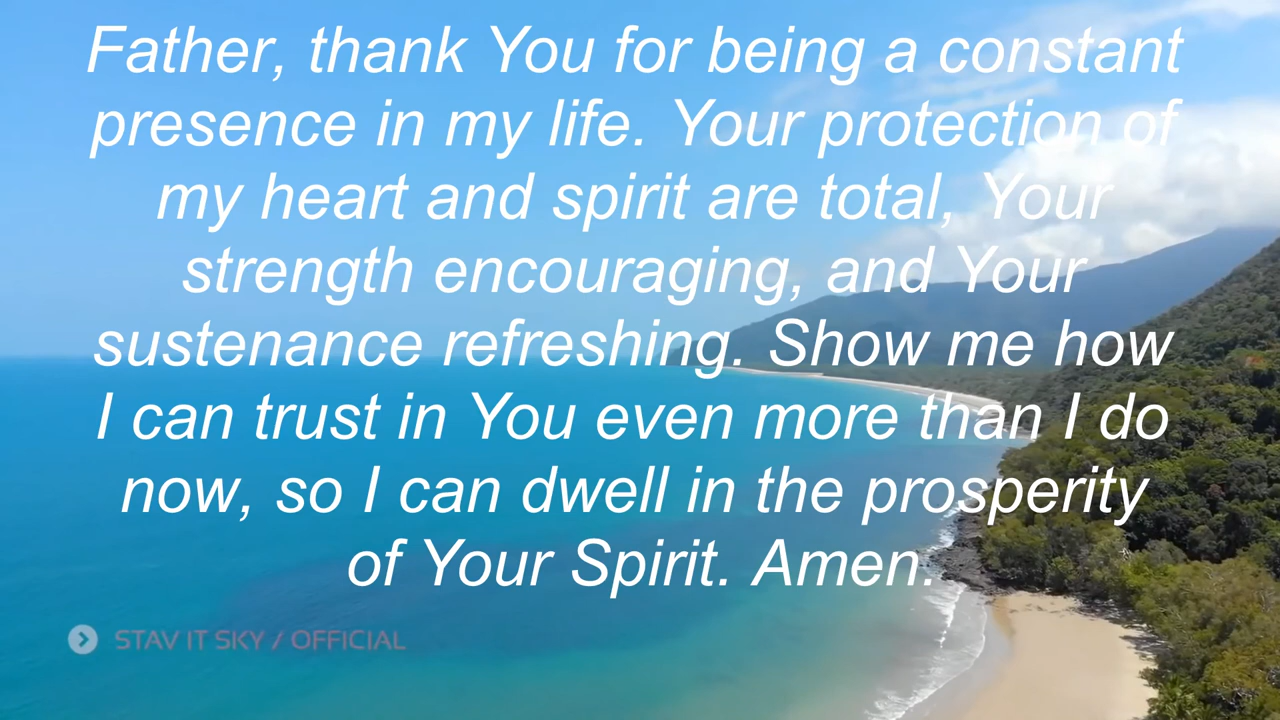 Father, thank You for being a constant
presence in my life. Your protection of
my heart and spirit are total, Your
strength encouraging, and Your
sustenance refreshing. Show me how
I can trust in You even more than I do
now, so I can dwell in the prosperity
of Your Spirit. Amen.
STAV IT SKY / OFFICIAL